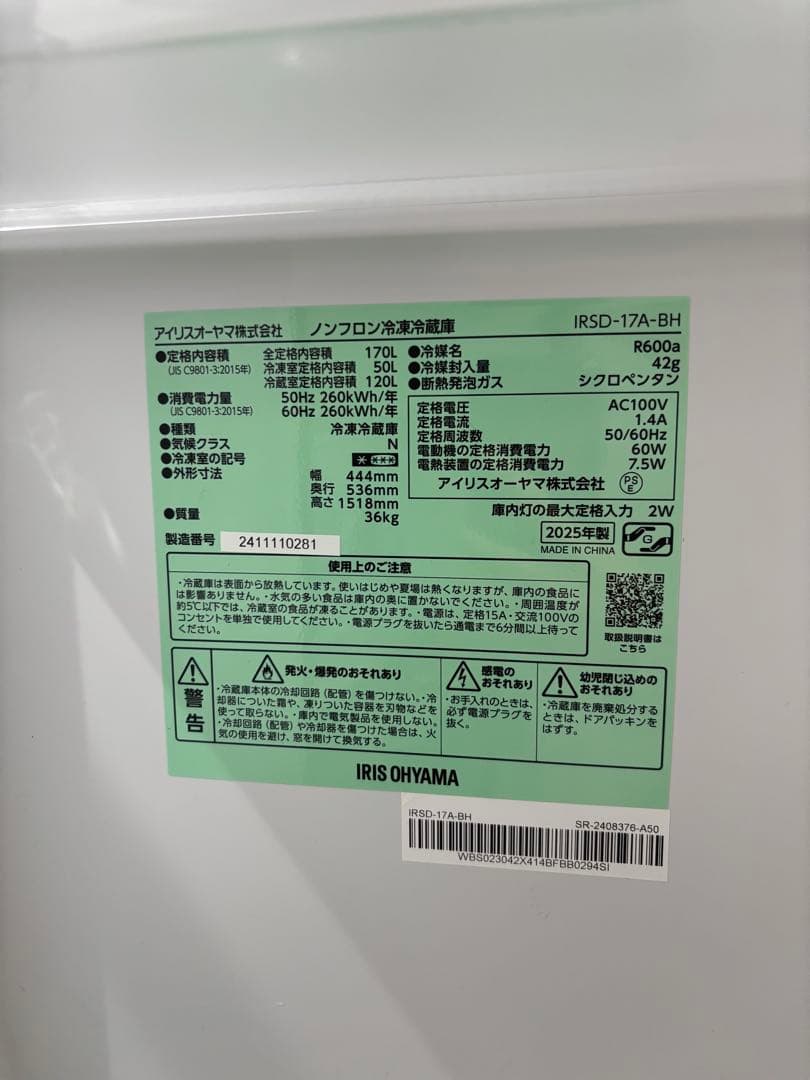 アイリスオーヤマ株式会社 ノンフロン冷凍冷蔵庫 IRSD-17A-BH
●定格内容積 全定格内容積 170L
(JIS C9801-3:2015年) 冷凍室定格内容積 50L
冷蔵室定格内容積 120L
●消費電力量 50Hz 260kWh/年
(JIS C9801-3:2015年) 60Hz 260kWh/年
●種類 冷凍冷蔵庫
●気候クラス N
●冷凍室の記号
●外形寸法 幅 444mm
奥行 536mm
高さ 1518mm
●質量 36kg
製造番号 2411110281
●冷媒名 R600a
●冷媒封入量 42g
●断熱発泡ガス シクロペンタン
定格電圧 AC100V
定格電流 1.4A
定格周波数 50/60Hz
電動機の定格消費電力 60W
電熱装置の定格消費電力 7.5W
アイリスオーヤマ株式会社 PSE
庫内灯の最大定格入力 2W
2025年製
MADE IN CHINA
G
使用上のご注意
・冷蔵庫は表面から放熱しています。使いはじめや夏場は熱くなりますが、庫内の食品に
は影響ありません。・水気の多い食品は庫内の奥に置かないでください。・周囲温度が
約5℃以下では、冷蔵室の食品が凍ることがあります。・電源は、定格15A・交流100Vの
コンセントを単独で使用してください。・電源プラグを抜いたら通電まで6分間以上待って
ください。
取扱説明書は
こちら
警告
発火・爆発のおそれあり
・冷蔵庫本体の冷却回路（配管）を傷つけない。・冷
却器についた霜や、凍りついた容器を刃物などを
使って取らない。・庫内で電気製品を使用しない。
・冷却回路（配管）や冷却器を傷つけた場合は、火
気の使用を避け、窓を開けて換気する。
感電の
おそれあり
・お手入れのときは、
必ず電源プラグを
抜く。
幼児閉じ込めの
おそれあり
・冷蔵庫を廃棄処分する
ときは、ドアパッキンを
はずす。
IRIS OHYAMA
IRSD-17A-BH SR-2408376-A50
WBS023042X414BFBB0294SI